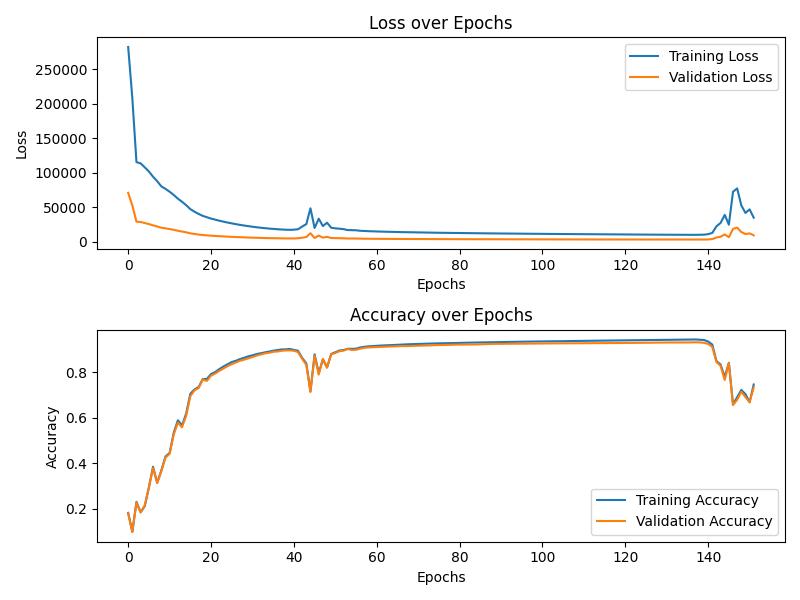 Loss over Epochs
Loss
250000
200000
150000
100000
50000
0
Training Loss
Validation Loss
0 20 40 60 80 100 120 140
Epochs
Accuracy over Epochs
Accuracy
0.8
0.6
0.4
0.2
Training Accuracy
Validation Accuracy
0 20 40 60 80 100 120 140
Epochs